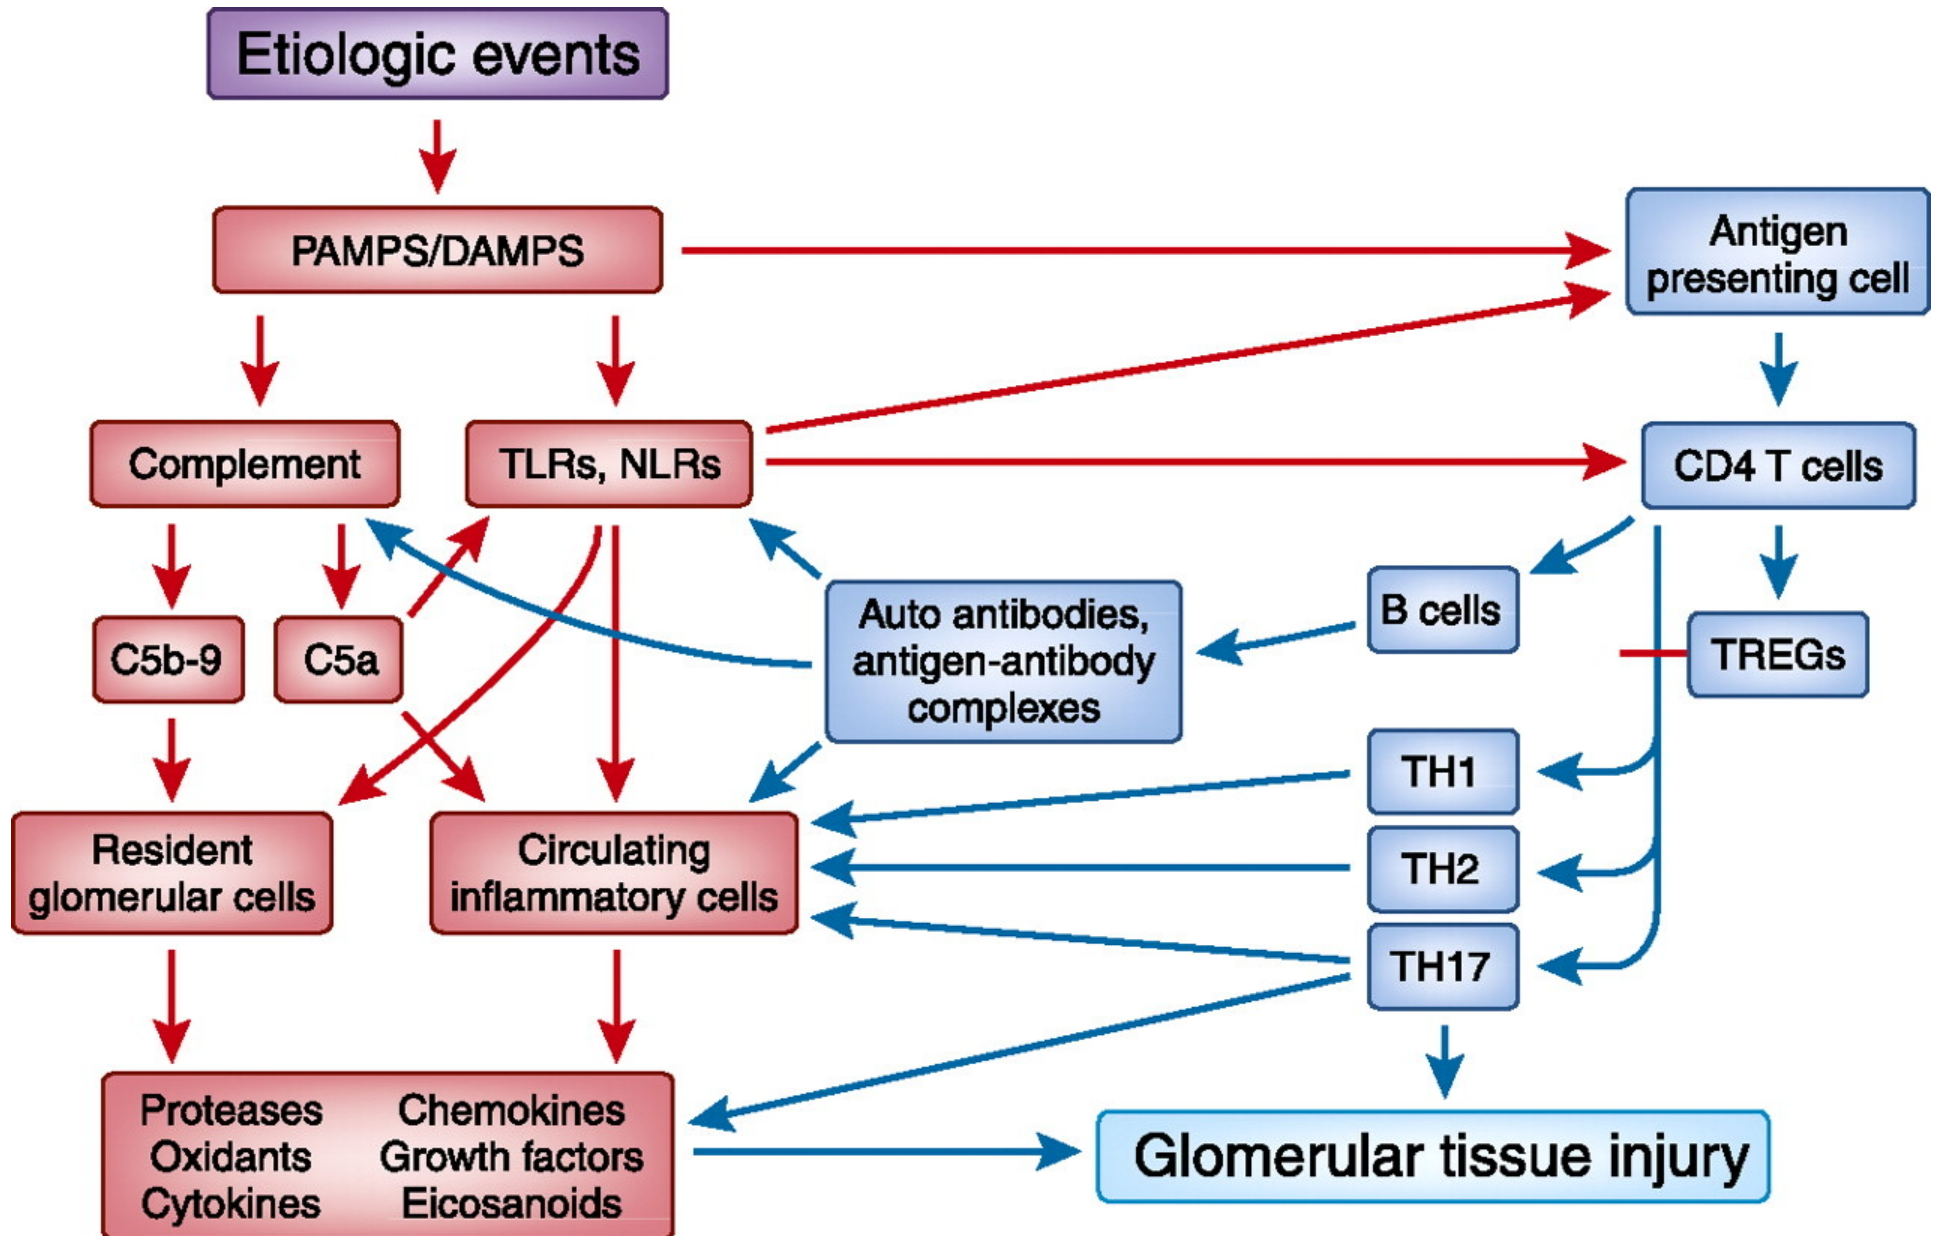 Etiologic events
PAMPS/DAMPS
Antigen
presenting cell
Complement
TLRs, NLRs
CD4 T cells
C5b-9
C5a
Auto antibodies,
antigen-antibody
complexes
B cells
TREGs
TH1
TH2
TH17
Resident
glomerular cells
Circulating
inflammatory cells
Proteases
Oxidants
Cytokines
Chemokines
Growth factors
Eicosanoids
Glomerular tissue injury